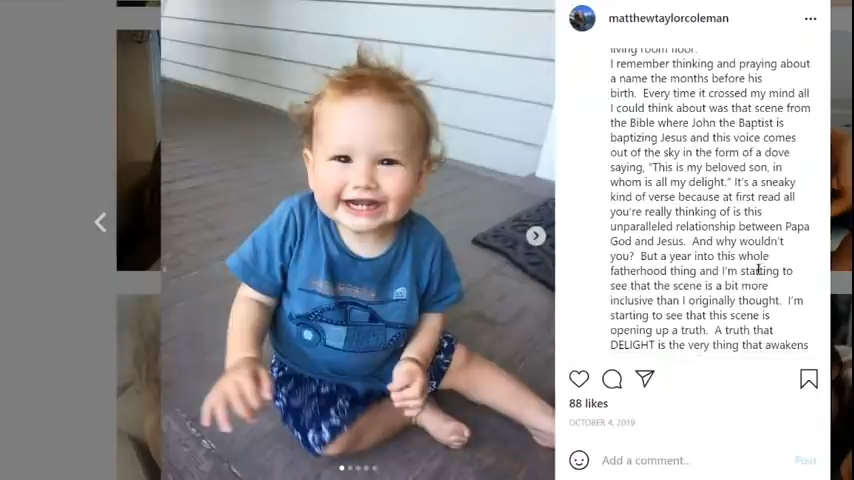 matthewtaylorcoleman
living room floor.
I remember thinking and praying about
a name the months before his
birth. Every time it crossed my mind all
I could think about was that scene from
the Bible where John the Baptist is
baptizing Jesus and this voice comes
out of the sky in the form of a dove
saying, "This is my beloved son, in
whom is all my delight." It's a sneaky
kind of verse because at first read all
you're really thinking of is this
unparalleled relationship between Papa
God and Jesus. And why wouldn't
you? But a year into this whole
fatherhood thing and I'm starting to
see that the scene is a bit more
inclusive than I originally thought. I'm
starting to see that this scene is
opening up a truth. A truth that
DELIGHT is the very thing that awakens
88 likes
OCTOBER 4, 2019
Add a comment...
Post